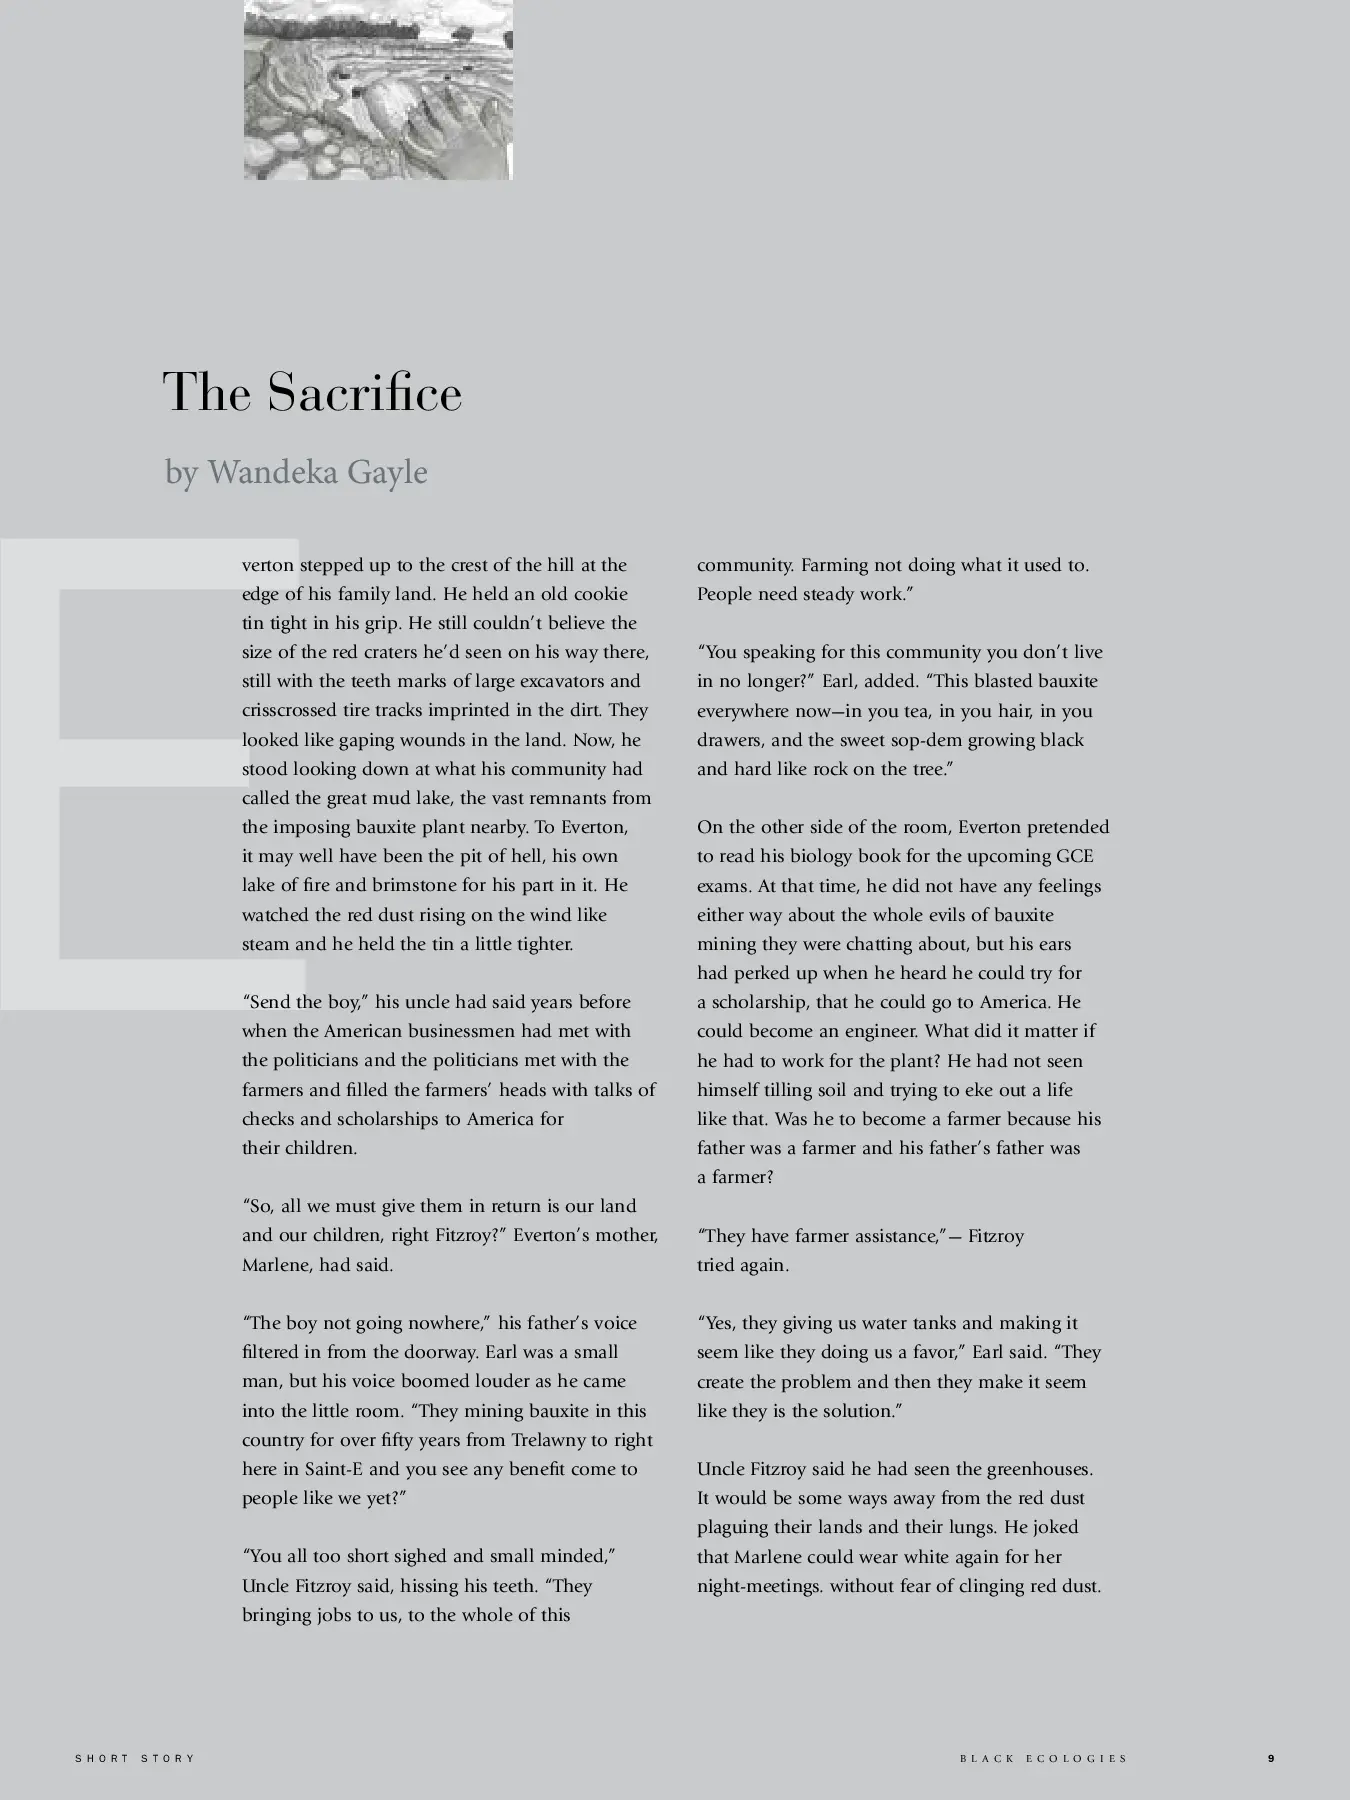 The Sacrifice
by Wandeka Gayle
Everton stepped up to the crest of the hill at the
edge of his family land. He held an old cookie
tin tight in his grip. He still couldn’t believe the
size of the red craters he’d seen on his way there,
still with the teeth marks of large excavators and
crisscrossed tire tracks imprinted in the dirt. They
looked like gaping wounds in the land. Now, he
stood looking down at what his community had
called the great mud lake, the vast remnants from
the imposing bauxite plant nearby. To Everton,
it may well have been the pit of hell, his own
lake of fire and brimstone for his part in it. He
watched the red dust rising on the wind like
steam and he held the tin a little tighter.
“Send the boy,” his uncle had said years before
when the American businessmen had met with
the politicians and the politicians met with the
farmers and filled the farmers’ heads with talks of
checks and scholarships to America for
their children.
“So, all we must give them in return is our land
and our children, right Fitzroy?” Everton’s mother,
Marlene, had said.
“The boy not going nowhere,” his father’s voice
filtered in from the doorway. Earl was a small
man, but his voice boomed louder as he came
into the little room. “They mining bauxite in this
country for over fifty years from Trelawny to right
here in Saint-E and you see any benefit come to
people like we yet?”
“You all too short sighed and small minded,”
Uncle Fitzroy said, hissing his teeth. “They
bringing jobs to us, to the whole of this
community. Farming not doing what it used to.
People need steady work.”
“You speaking for this community you don’t live
in no longer?” Earl, added. “This blasted bauxite
everywhere now—in you tea, in you hair, in you
drawers, and the sweet sop-dem growing black
and hard like rock on the tree.”
On the other side of the room, Everton pretended
to read his biology book for the upcoming GCE
exams. At that time, he did not have any feelings
either way about the whole evils of bauxite
mining they were chatting about, but his ears
had perked up when he heard he could try for
a scholarship, that he could go to America. He
could become an engineer. What did it matter if
he had to work for the plant? He had not seen
himself tilling soil and trying to eke out a life
like that. Was he to become a farmer because his
father was a farmer and his father’s father was
a farmer?
“They have farmer assistance,”— Fitzroy
tried again.
“Yes, they giving us water tanks and making it
seem like they doing us a favor,” Earl said. “They
create the problem and then they make it seem
like they is the solution.”
Uncle Fitzroy said he had seen the greenhouses.
It would be some ways away from the red dust
plaguing their lands and their lungs. He joked
that Marlene could wear white again for her
night-meetings. without fear of clinging red dust.
SHORT STORY
BLACK ECOLOGIES
9